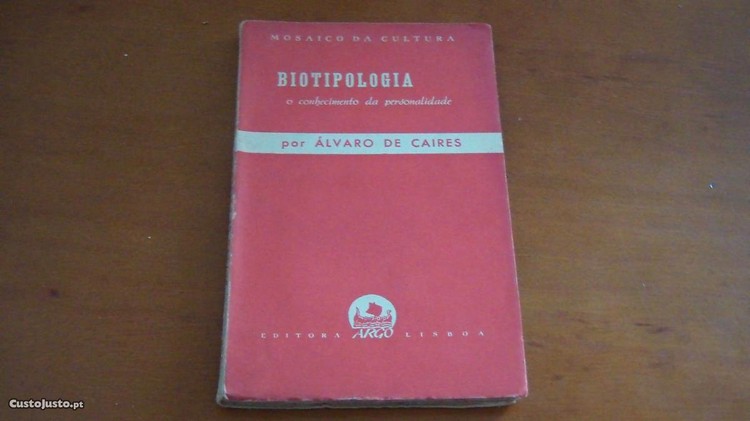 MOSAICO DA CULTURA
BIOTIPOLOGIA
o conhecimento da personalidade
por ÁLVARO DE CAIRES
EDITORA ARGO LISBOA
CustoJusto.pt